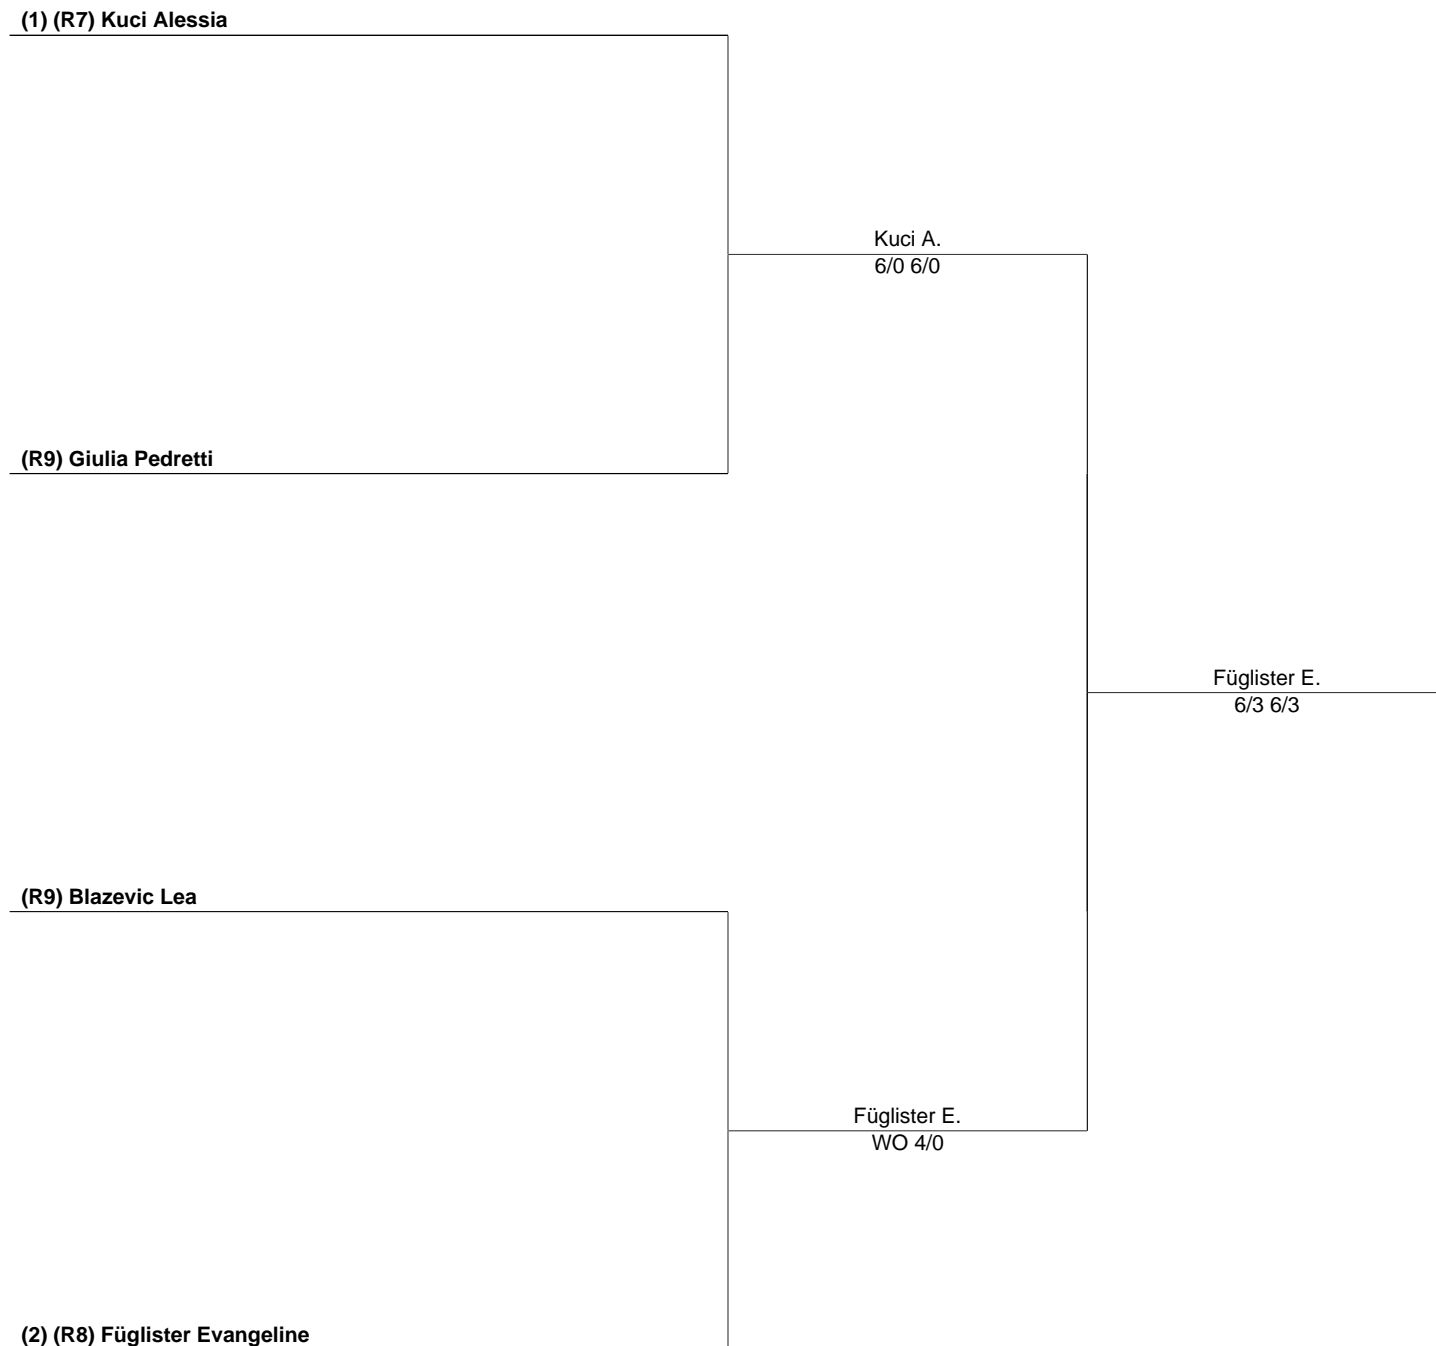 (1) (R7) Kuci Alessia
Kuci A.
6/0 6/0
(R9) Giulia Pedretti
Füglister E.
6/3 6/3
(R9) Blazevic Lea
Füglister E.
WO 4/0
(2) (R8) Füglister Evangeline